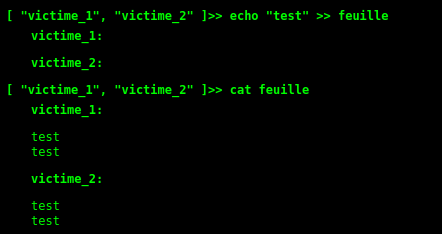 [ "victime_1", "victime_2" ]>> echo "test" >> feuille
victime_1:
victime_2:
[ "victime_1", "victime_2" ]>> cat feuille
victime_1:
test
test
victime_2:
test
test